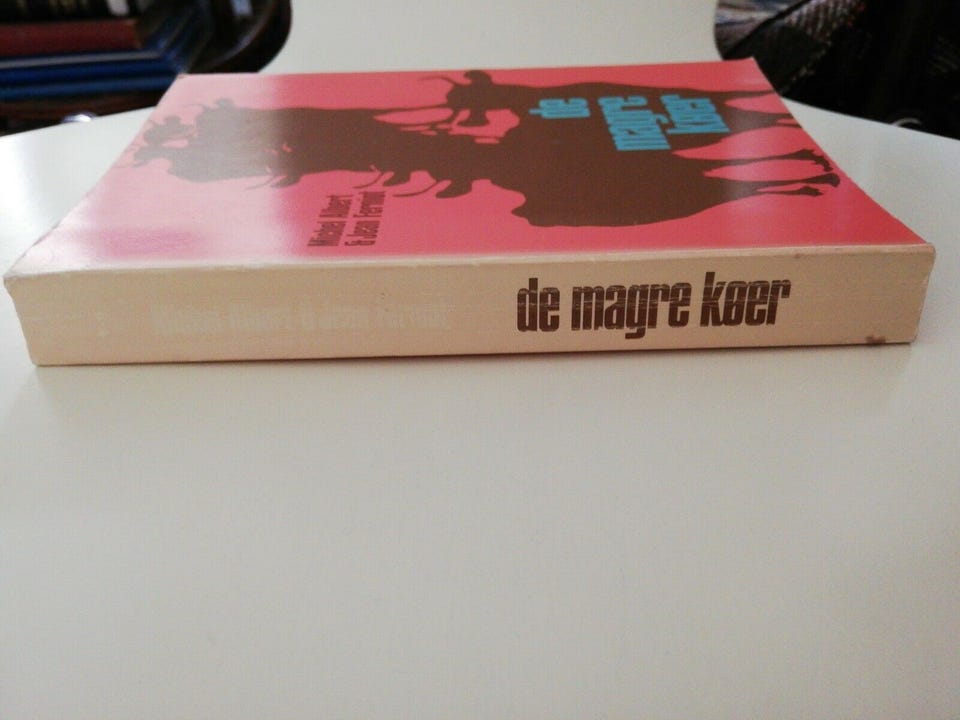 de
magre
køer
Michel Albert
& Jean Ferniot
de magre køer